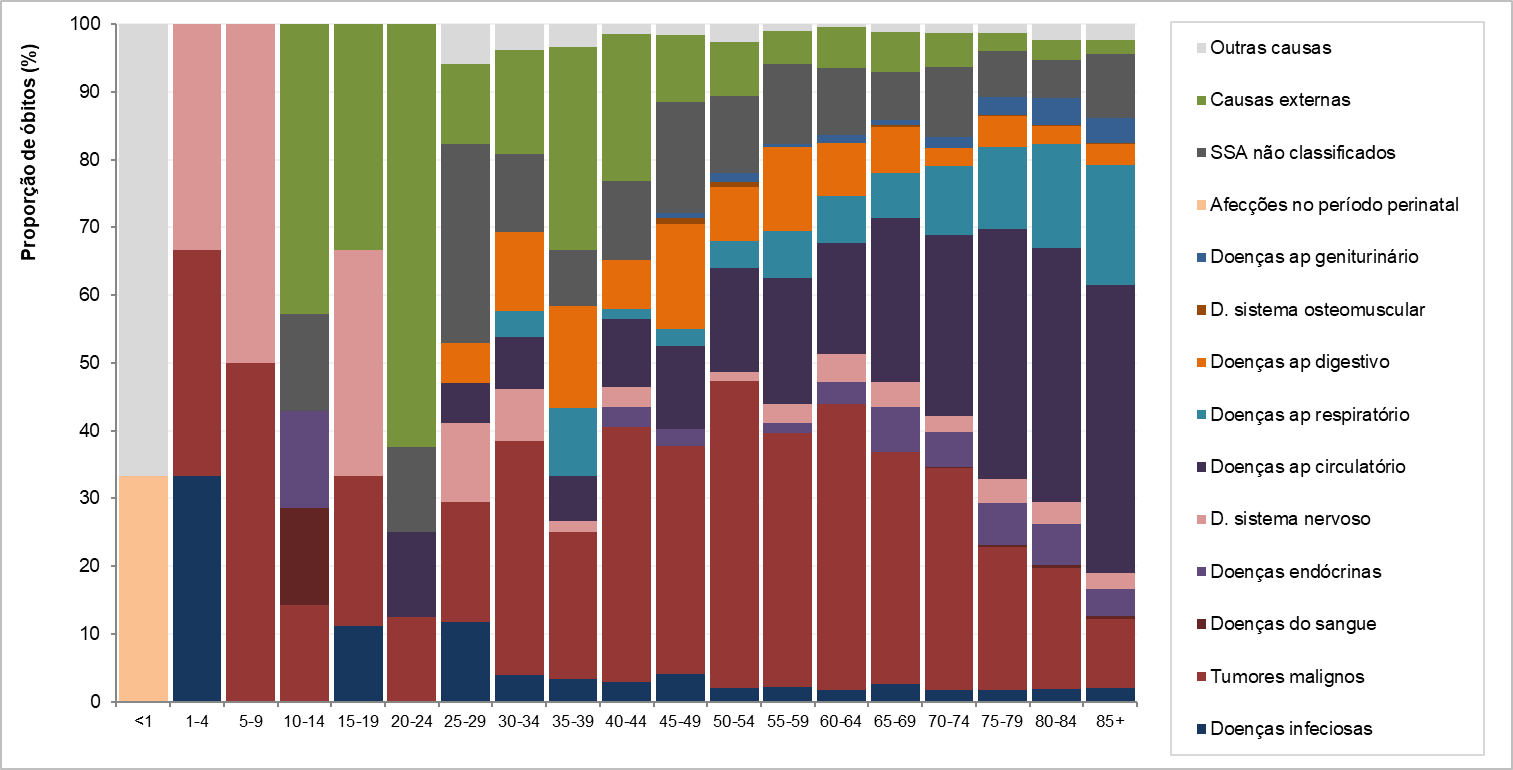 Proporção de óbitos (%)
100
90
80
70
60
50
40
30
20
10
0
<1 1-4 5-9 10-14 15-19 20-24 25-29 30-34 35-39 40-44 45-49 50-54 55-59 60-64 65-69 70-74 75-79 80-84 85+
Outras causas
Causas externas
SSA não classificados
Afecções no período perinatal
Doenças ap geniturinário
D. sistema osteomuscular
Doenças ap digestivo
Doenças ap respiratório
Doenças ap circulatório
D. sistema nervoso
Doenças endócrinas
Doenças do sangue
Tumores malignos
Doenças infeciosas